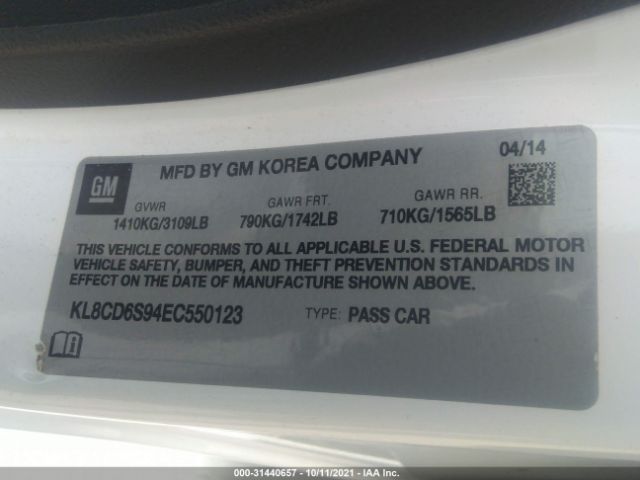 GM
MFD BY GM KOREA COMPANY
04/14
GVWR
GAWR FRT.
GAWR RR.
1410KG/3109LB
790KG/1742LB
710KG/1565LB
THIS VEHICLE CONFORMS TO ALL APPLICABLE U.S. FEDERAL MOTOR
VEHICLE SAFETY, BUMPER, AND THEFT PREVENTION STANDARDS IN
EFFECT ON THE DATE OF MANUFACTURE SHOWN ABOVE.
KL8CD6S94EC550123
TYPE: PASS CAR
000-31440657 - 10/11/2021 - IAAI.com